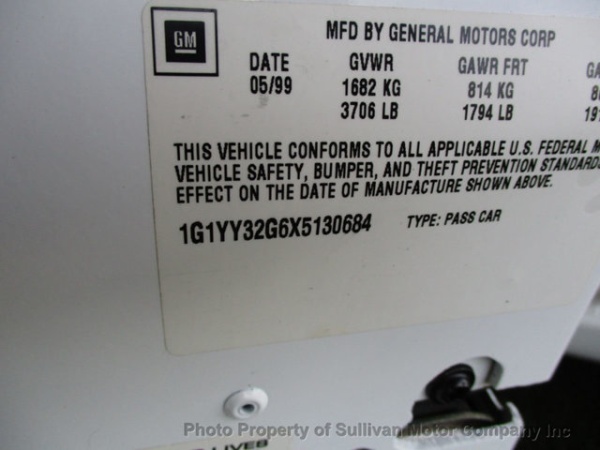 GM
MFD BY GENERAL MOTORS CORP
DATE GVWR GAWR FRT
05/99 1682 KG 814 KG
3706 LB 1794 LB
THIS VEHICLE CONFORMS TO ALL APPLICABLE U.S. FEDERAL
VEHICLE SAFETY, BUMPER, AND THEFT PREVENTION STANDARDS
EFFECT ON THE DATE OF MANUFACTURE SHOWN ABOVE.
1G1YY32G6X5130684 TYPE: PASS CAR
Photo Property of Sullivan Motor Company Inc